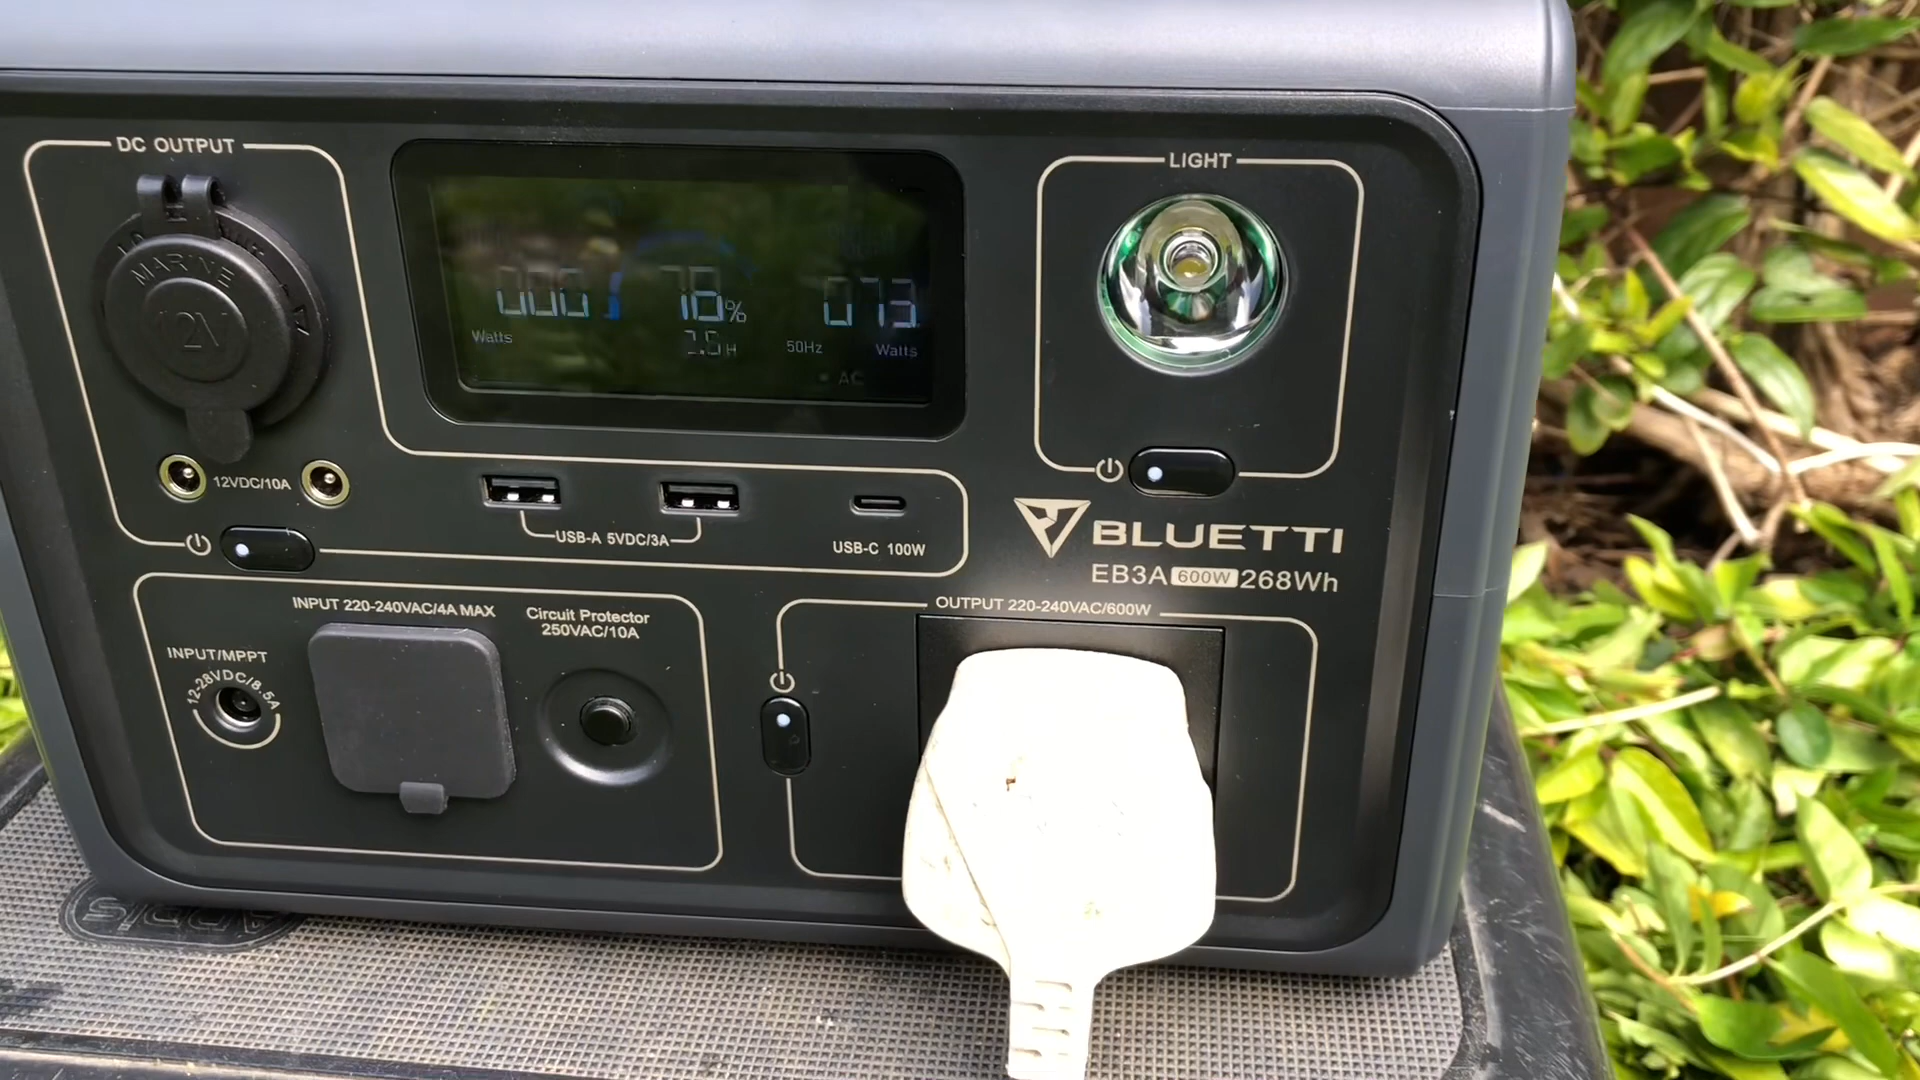 DC OUTPUT
MARINE
12V
000
Watts
%
H
50Hz
073
Watts
AC
LIGHT
12VDC/10A
USB-A 5VDC/3A
USB-C 100W
BLUETTI
EB3A 600W 268Wh
INPUT 220-240VAC/4A MAX
Circuit Protector
250VAC/10A
INPUT/MPPT
12-28VDC/8.5A
OUTPUT 220-240VAC/600W